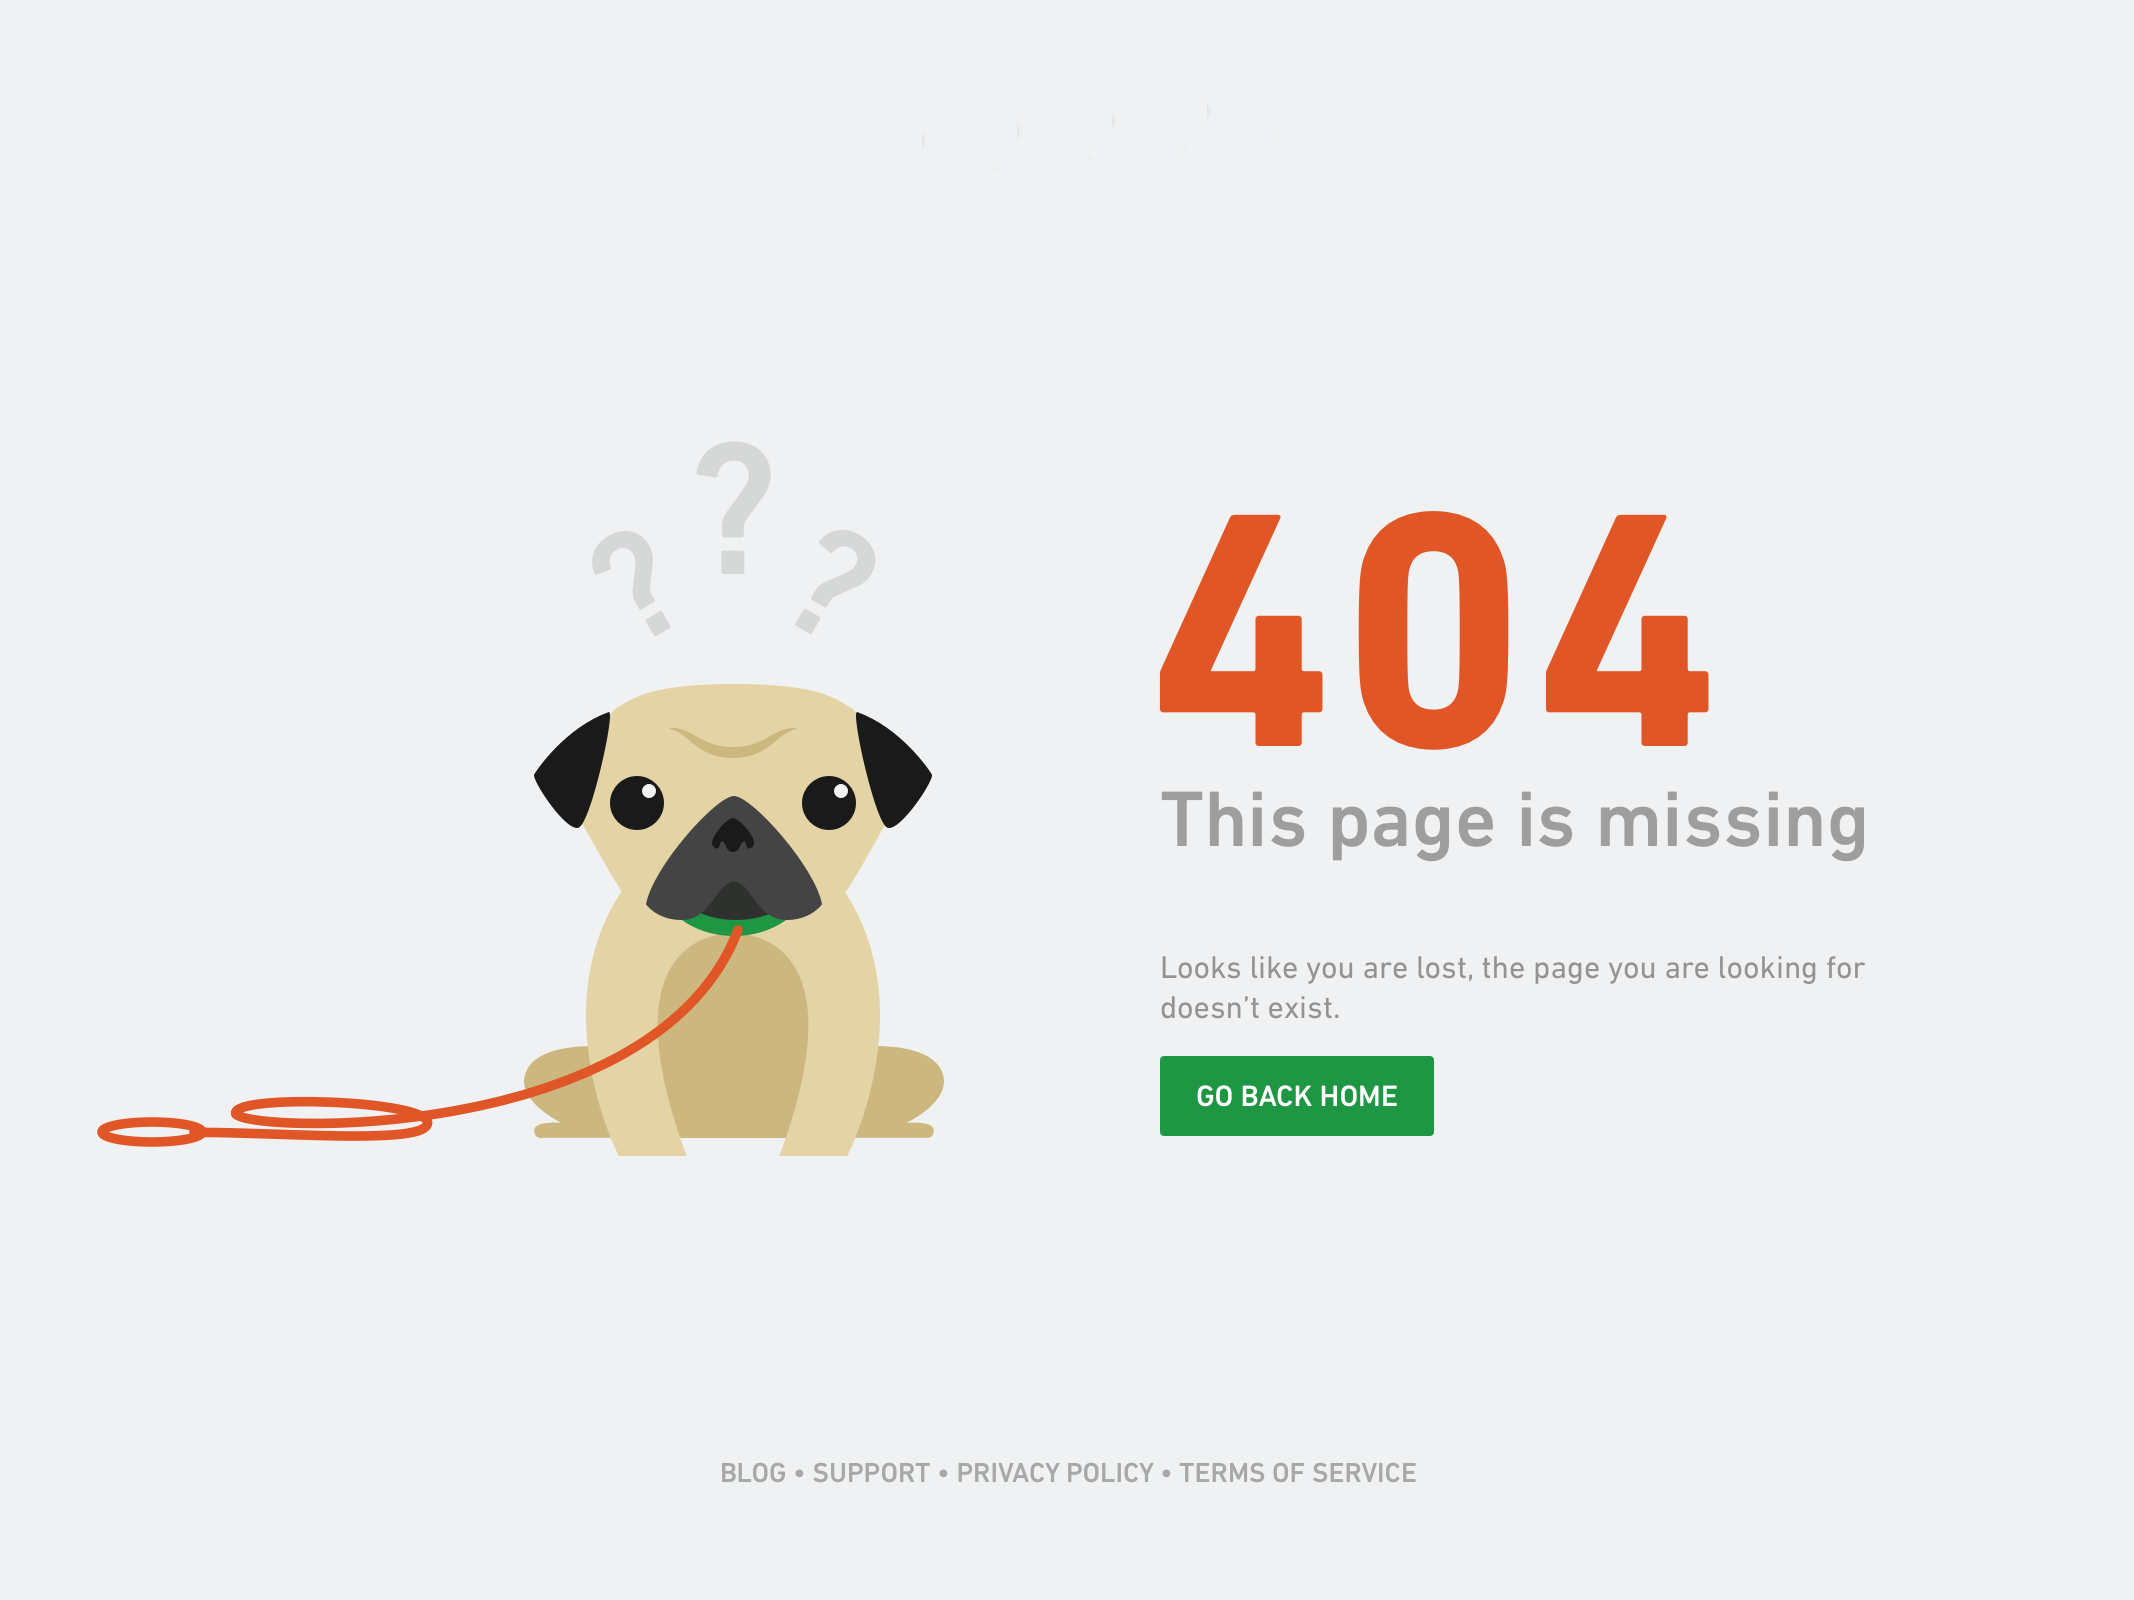 ? ? ?
404
This page is missing
Looks like you are lost, the page you are looking for
doesn’t exist.
GO BACK HOME
BLOG • SUPPORT • PRIVACY POLICY • TERMS OF SERVICE